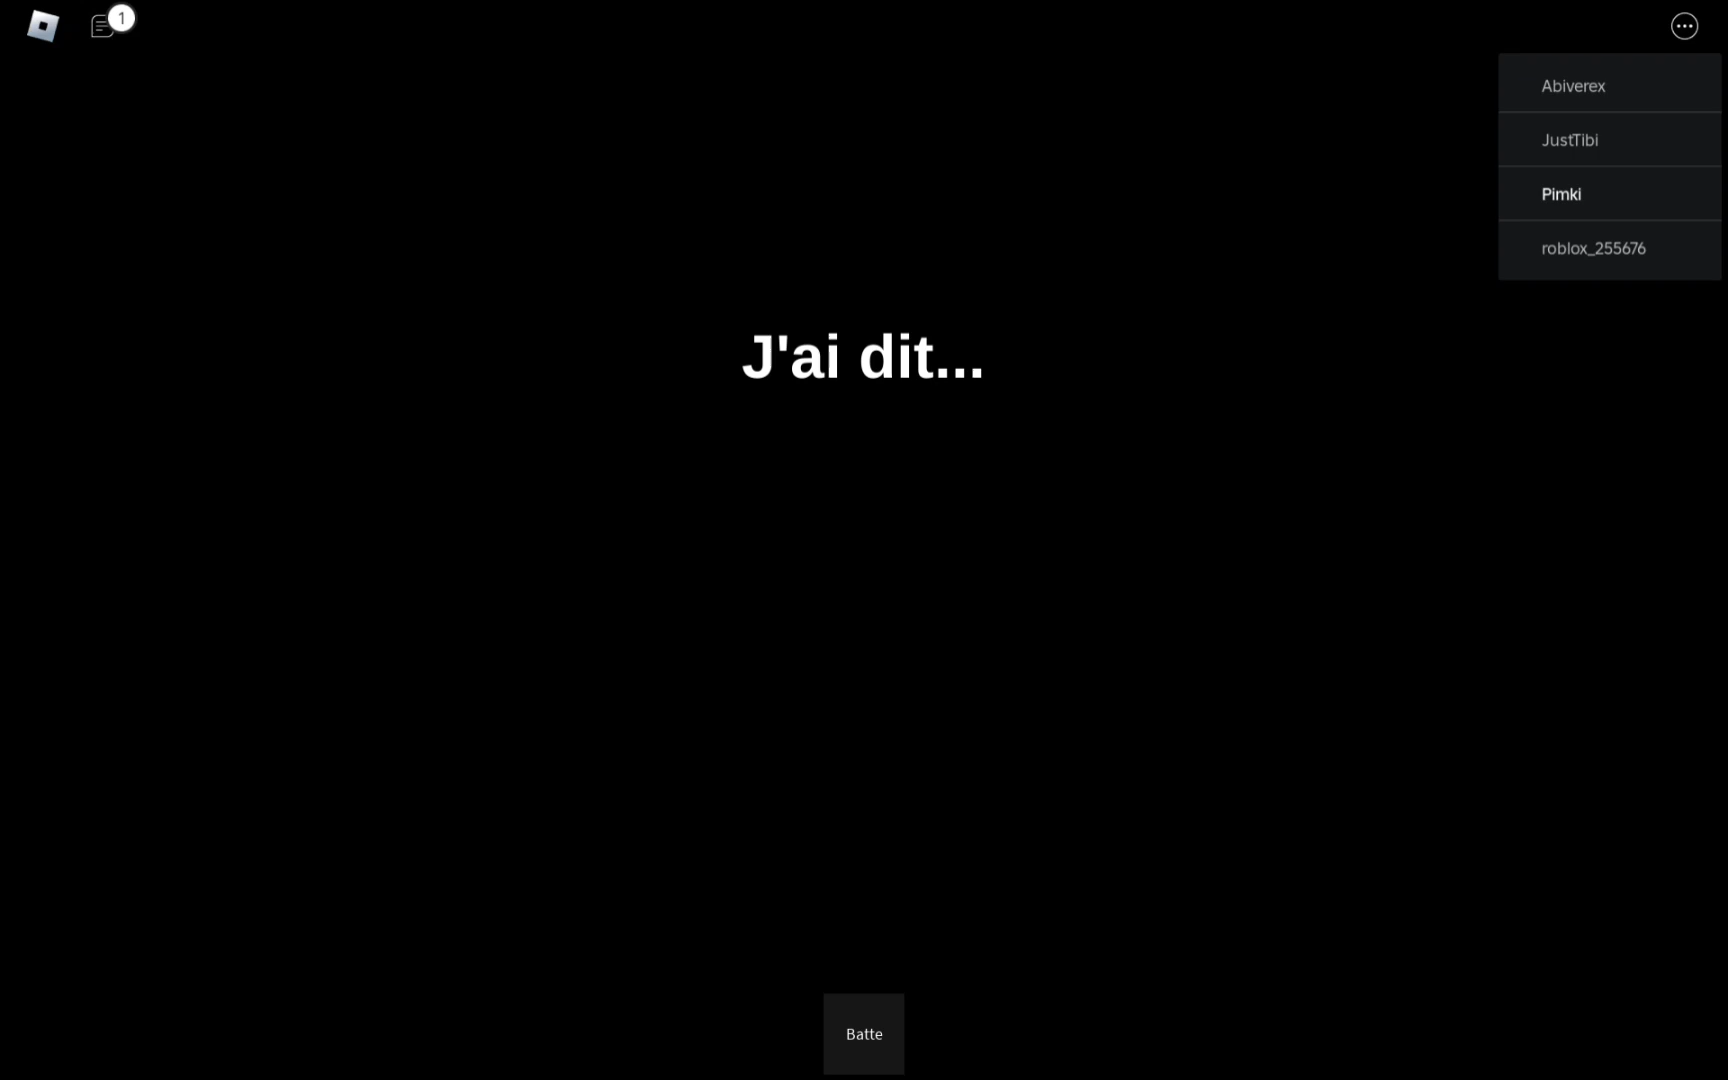 1
Abiverex
JustTibi
Pimki
roblox_255676
J'ai dit...
Batte